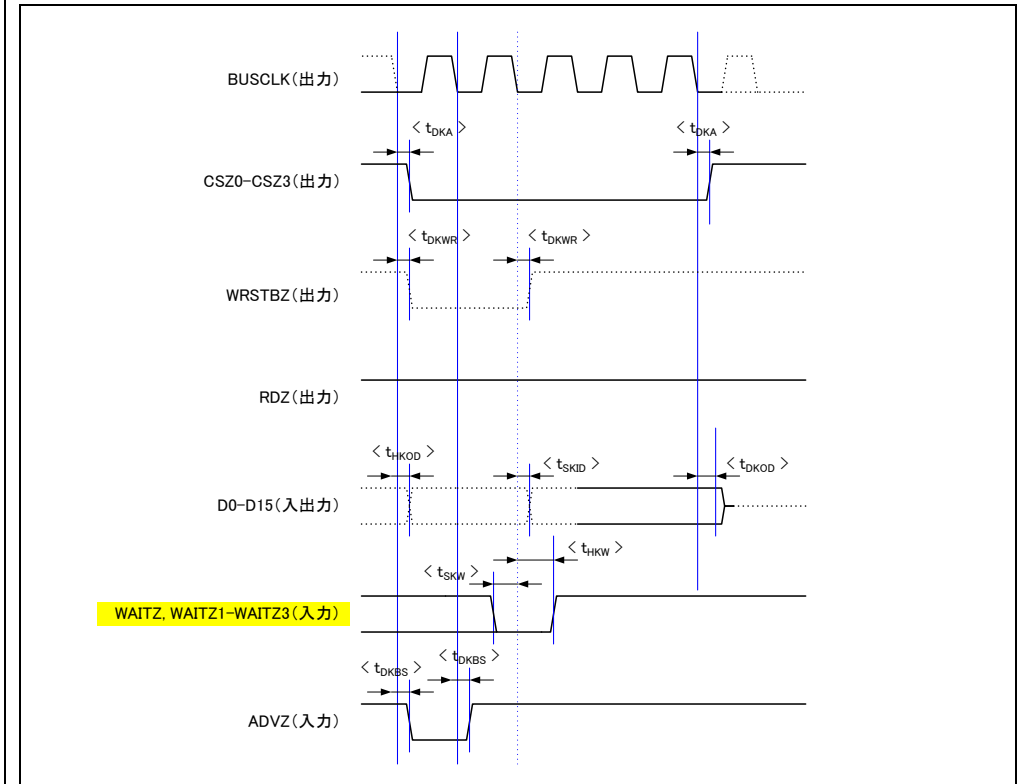 BUSCLK(出力)
< tDKA > < tDKA >
CSZ0-CSZ3(出力)
< tDKWR > < tDKWR >
WRSTBZ(出力)
RDZ(出力)
< tHKOD > < tSKID > < tDKOD >
D0-D15(入出力)
< tSKW > < tHKW >
WAITZ, WAITZ1-WAITZ3(入力)
< tDKBS > < tDKBS >
ADVZ(入力)